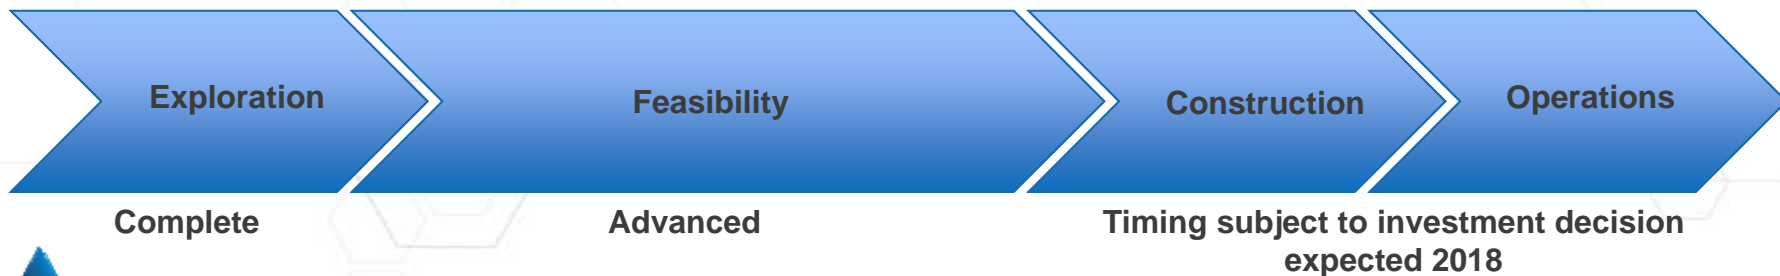 Exploration
Feasibility
Construction
Operations
Complete
Advanced
Timing subject to investment decision
expected 2018